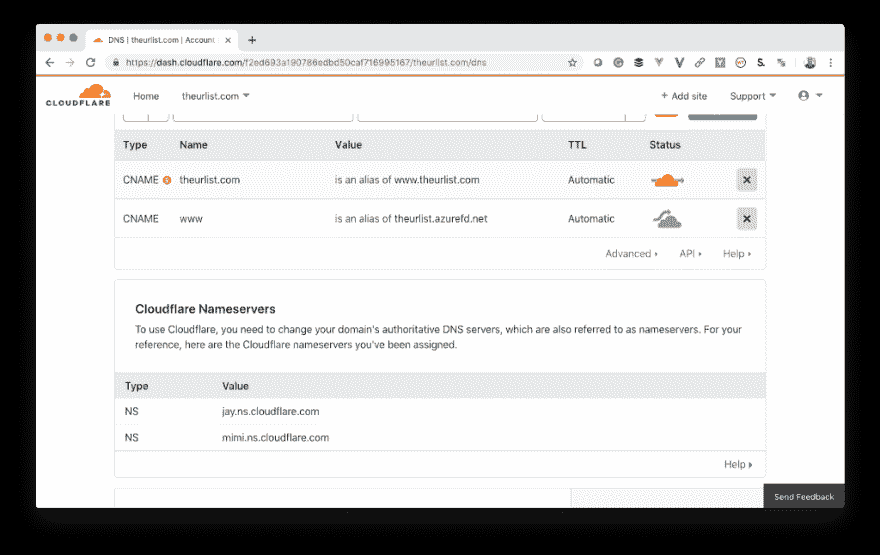 DNS | theurlist.com | Account
https://dash.cloudflare.com/f2ed693a190786edbd50caf716995167/theurlist.com/dns
CLOUDFLARE Home theurlist.com + Add site Support
Type Name Value TTL Status
CNAME theurlist.com is an alias of www.theurlist.com Automatic
CNAME www is an alias of theurlist.azurefd.net Automatic
Advanced API Help
Cloudflare Nameservers
To use Cloudflare, you need to change your domain's authoritative DNS servers, which are also referred to as nameservers. For your
reference, here are the Cloudflare nameservers you've been assigned.
Type Value
NS jay.ns.cloudflare.com
NS mimi.ns.cloudflare.com
Help
Send Feedback